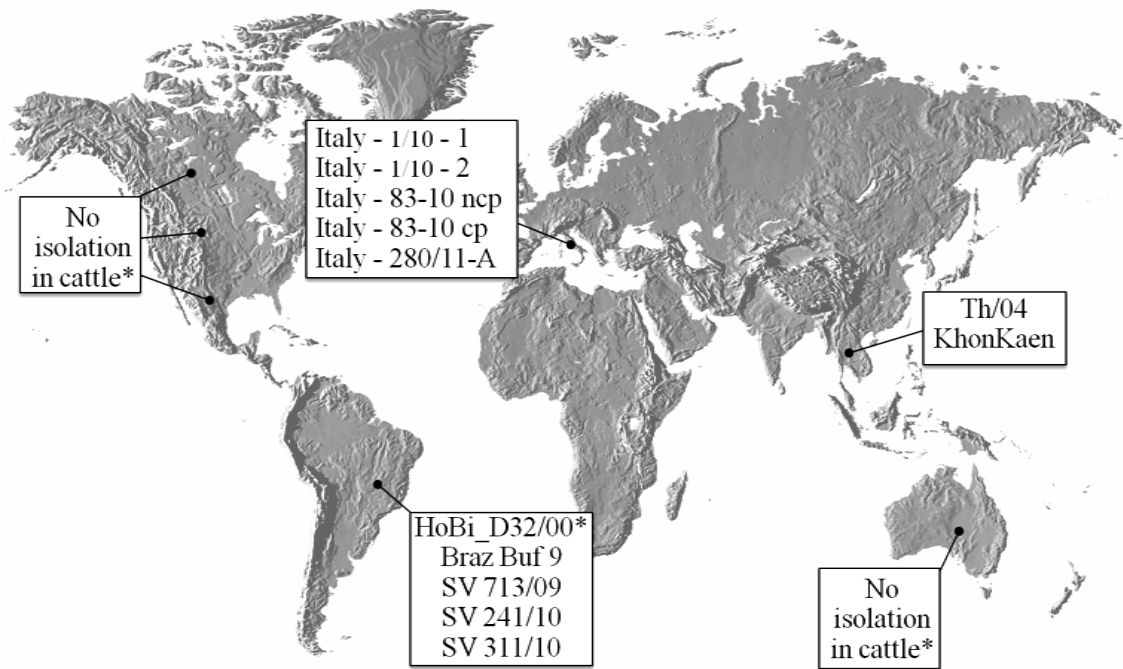 Italy - 1/10 - 1
Italy - 1/10 - 2
Italy - 83-10 ncp
Italy - 83-10 cp
Italy - 280/11-A
No
isolation
in cattle*
Th/04
KhonKaen
HoBi_D32/00*
Braz Buf 9
SV 713/09
SV 241/10
SV 311/10
No
isolation
in cattle*